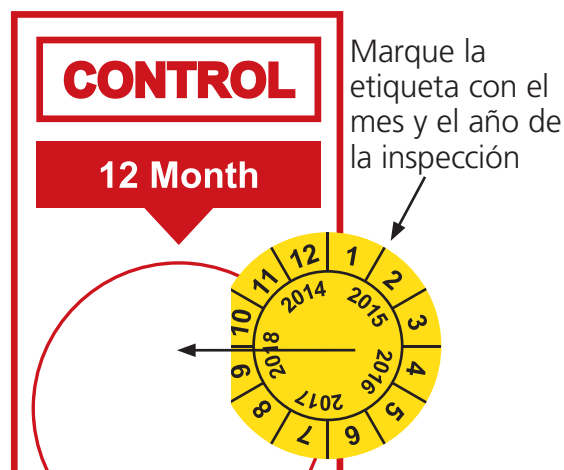 CONTROL
12 Month
Marque la
etiqueta con el
mes y el año de
la inspección
1
2
3
4
5
6
7
8
9
10
11
12
2014
2015
2016
2017
2018